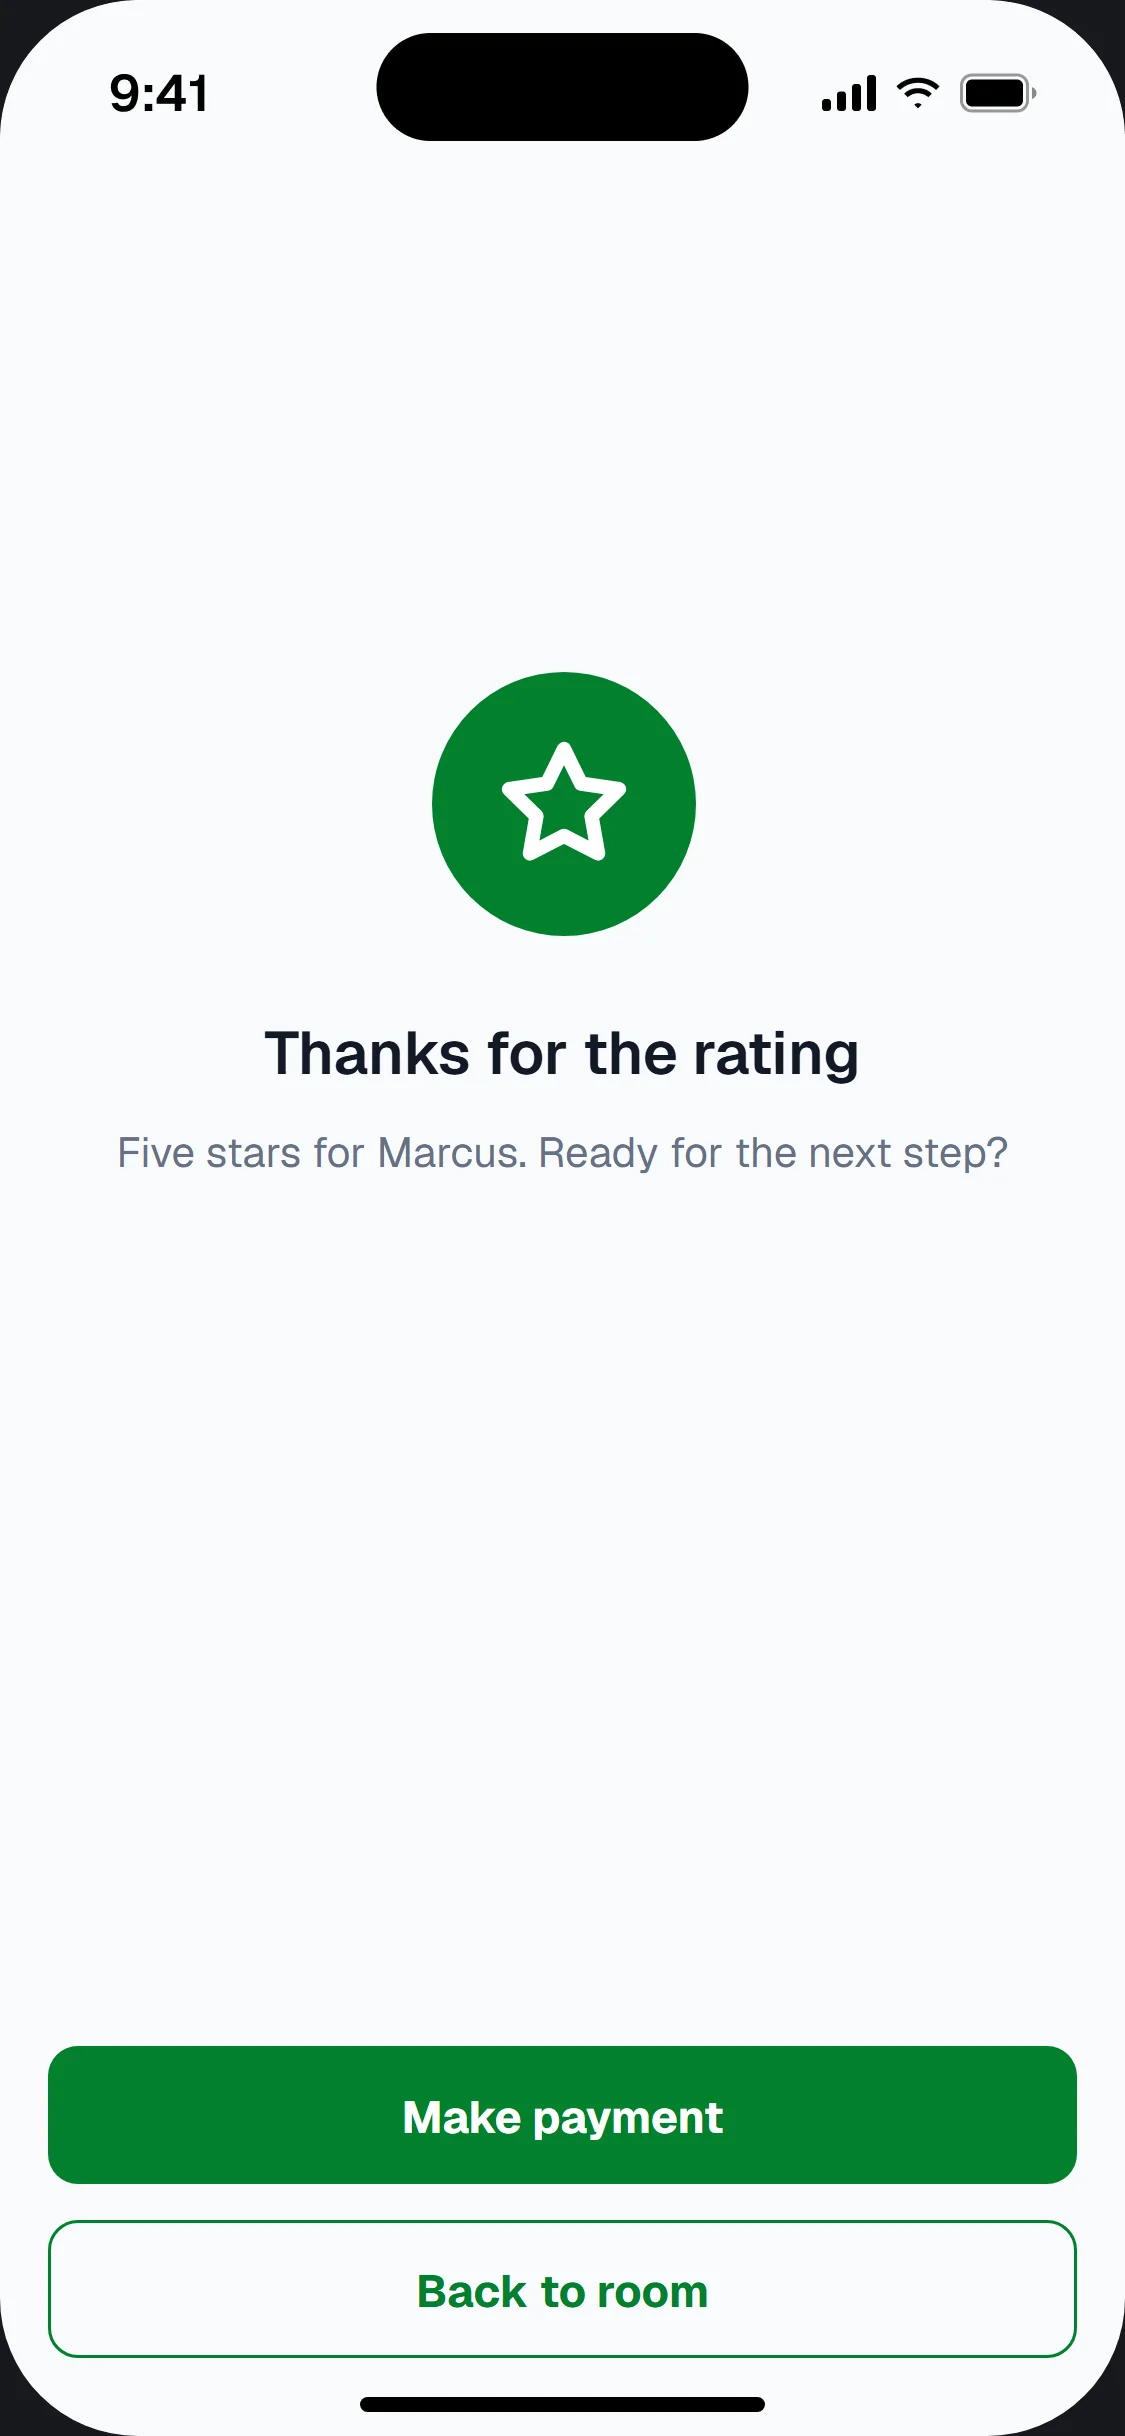 9:41
Thanks for the rating
Five stars for Marcus. Ready for the next step?
Make payment
Back to room